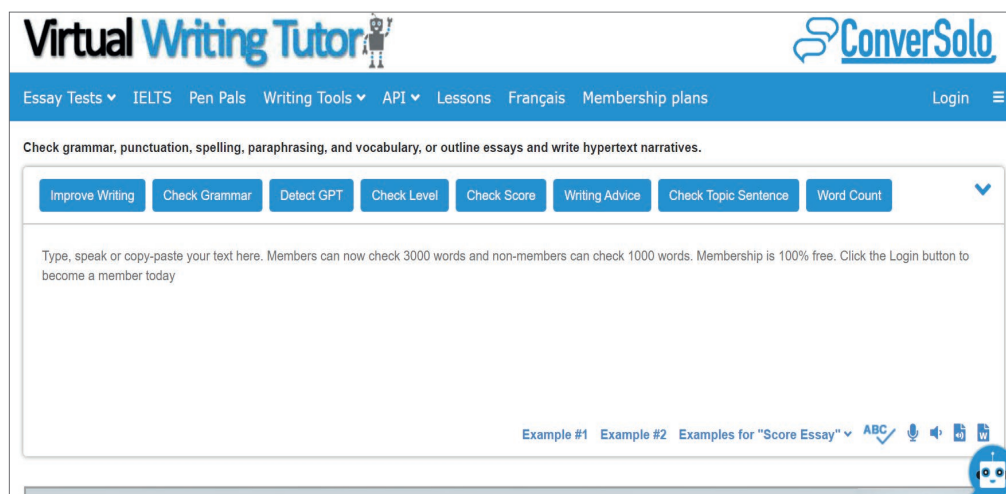 Virtual Writing Tutor
ConverSolo
Essay Tests IELTS Pen Pals Writing Tools API Lessons Français Membership plans Login
Check grammar, punctuation, spelling, paraphrasing, and vocabulary, or outline essays and write hypertext narratives.
Improve Writing Check Grammar Detect GPT Check Level Check Score Writing Advice Check Topic Sentence Word Count
Type, speak or copy-paste your text here. Members can now check 3000 words and non-members can check 1000 words. Membership is 100% free. Click the Login button to
become a member today
Example #1 Example #2 Examples for "Score Essay" ABC W